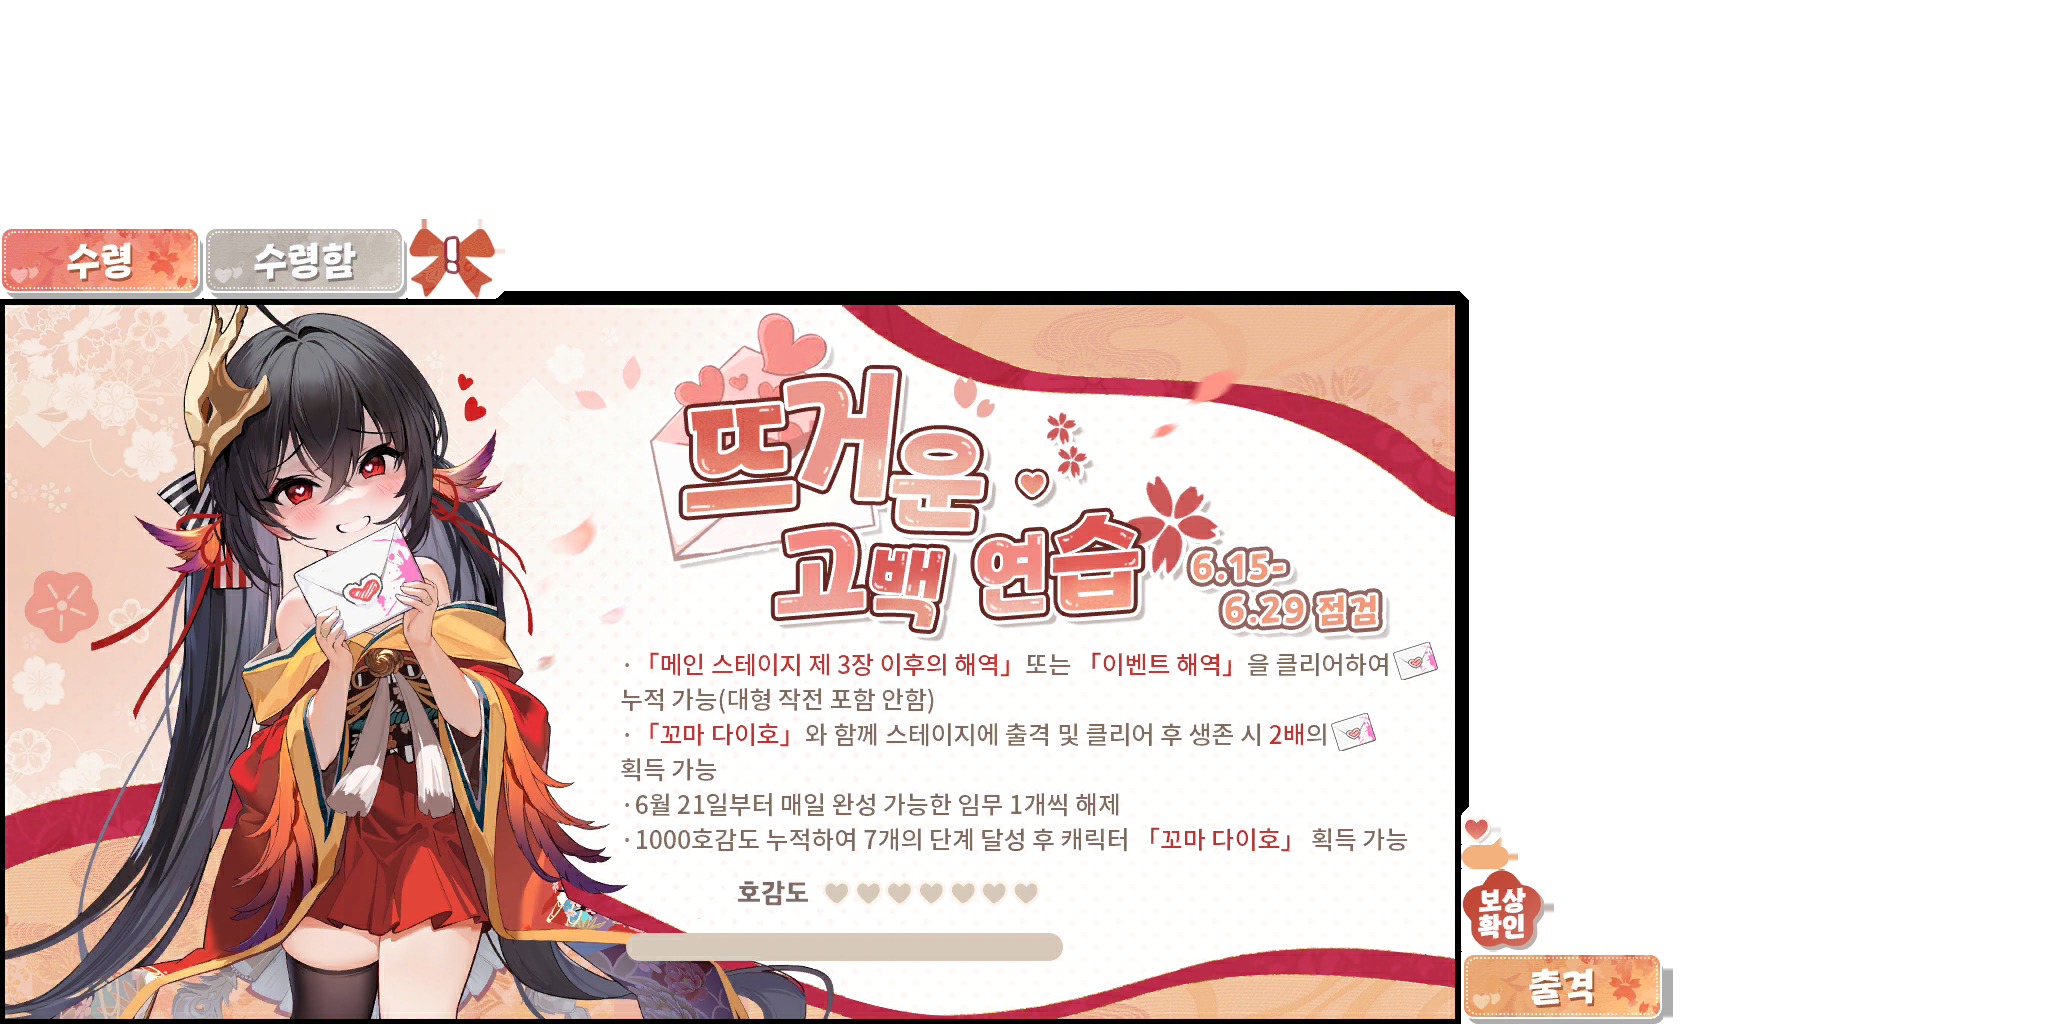 수령
수령함
!
뜨거운
고백 연습
6.15-
6.29 점검
·「메인 스테이지 제 3장 이후의 해역」또는 「이벤트 해역」을 클리어하여
누적 가능(대형 작전 포함 안함)
·「꼬마 다이호」와 함께 스테이지에 출격 및 클리어 후 생존 시 2배의
획득 가능
·6월 21일부터 매일 완성 가능한 임무 1개씩 해제
·1000호감도 누적하여 7개의 단계 달성 후 캐릭터 「꼬마 다이호」 획득 가능
호감도
보상
확인
출격